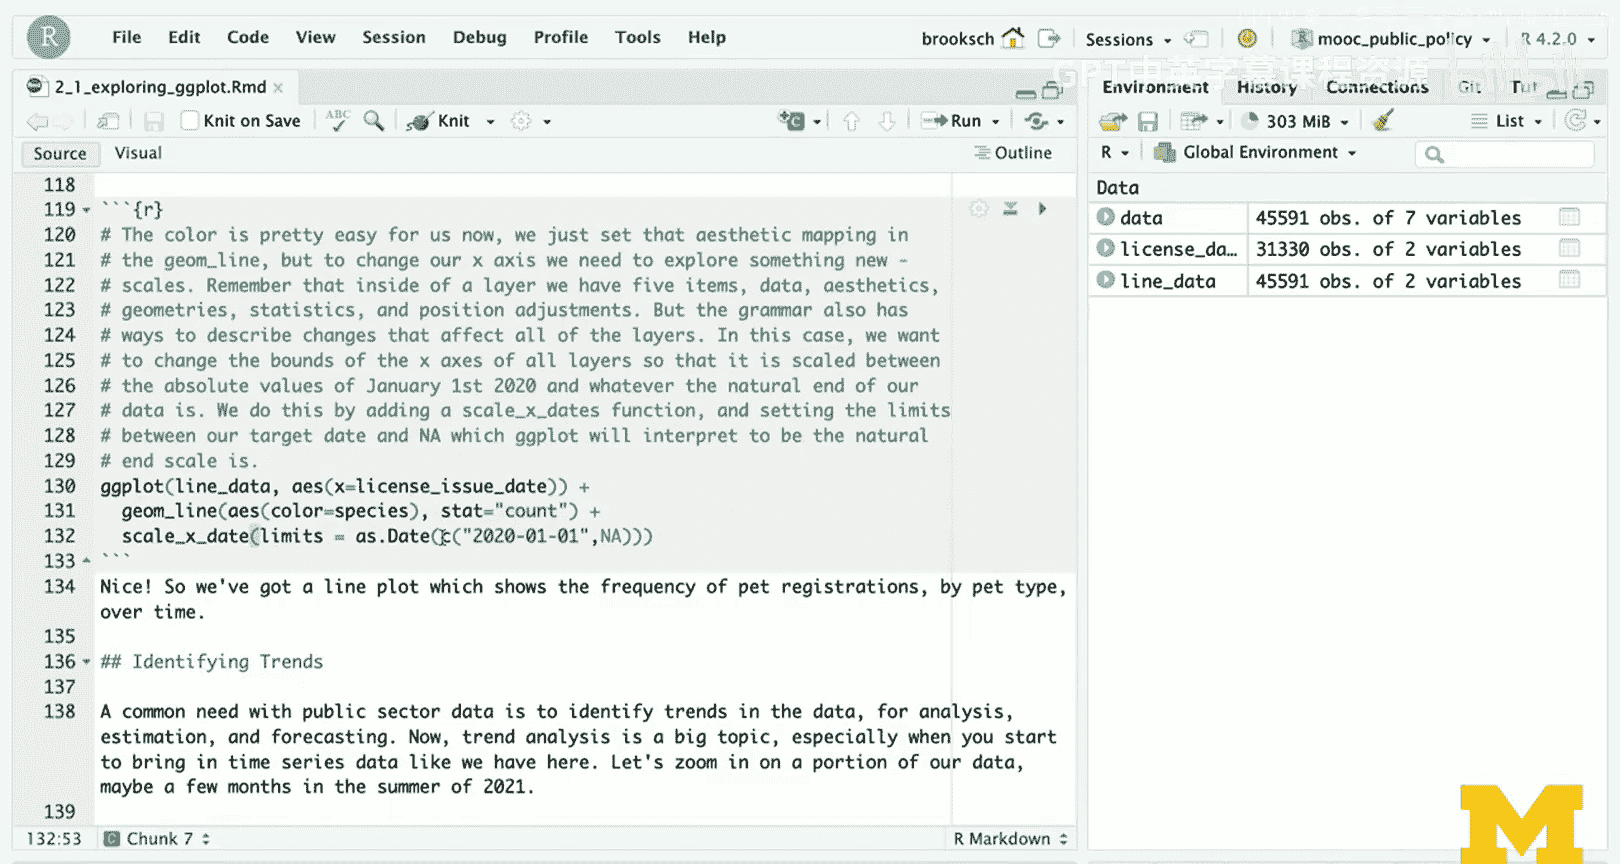 File Edit Code View Session Debug Profile Tools Help
brooksch
Sessions
mooc_public_policy
R 4.2.0
GPT中英字幕课程资源
2_1_exploring_ggplot.Rmd
Environment History Connections Git Tut
Knit on Save
ABC
Knit
Run
303 MiB
List
Source Visual
Outline
R
Global Environment
Data
data 45591 obs. of 7 variables
license_da… 31330 obs. of 2 variables
line_data 45591 obs. of 2 variables
118
119 ```{r}
120 # The color is pretty easy for us now, we just set that aesthetic mapping in
121 # the geom_line, but to change our x axis we need to explore something new -
122 # scales. Remember that inside of a layer we have five items, data, aesthetics,
123 # geometries, statistics, and position adjustments. But the grammar also has
124 # ways to describe changes that affect all of the layers. In this case, we want
125 # to change the bounds of the x axes of all layers so that it is scaled between
126 # the absolute values of January 1st 2020 and whatever the natural end of our
127 # data is. We do this by adding a scale_x_dates function, and setting the limits
128 # between our target date and NA which ggplot will interpret to be the natural
129 # end scale is.
130 ggplot(line_data, aes(x=license_issue_date)) +
131 geom_line(aes(color=species), stat="count") +
132 scale_x_date(limits = as.Date(c("2020-01-01",NA)))
133 ```
134 Nice! So we've got a line plot which shows the frequency of pet registrations, by pet type,
over time.
135
136 ## Identifying Trends
137
138 A common need with public sector data is to identify trends in the data, for analysis,
estimation, and forecasting. Now, trend analysis is a big topic, especially when you start
to bring in time series data like we have here. Let's zoom in on a portion of our data,
maybe a few months in the summer of 2021.
139
132:53
C Chunk 7
R Markdown
M